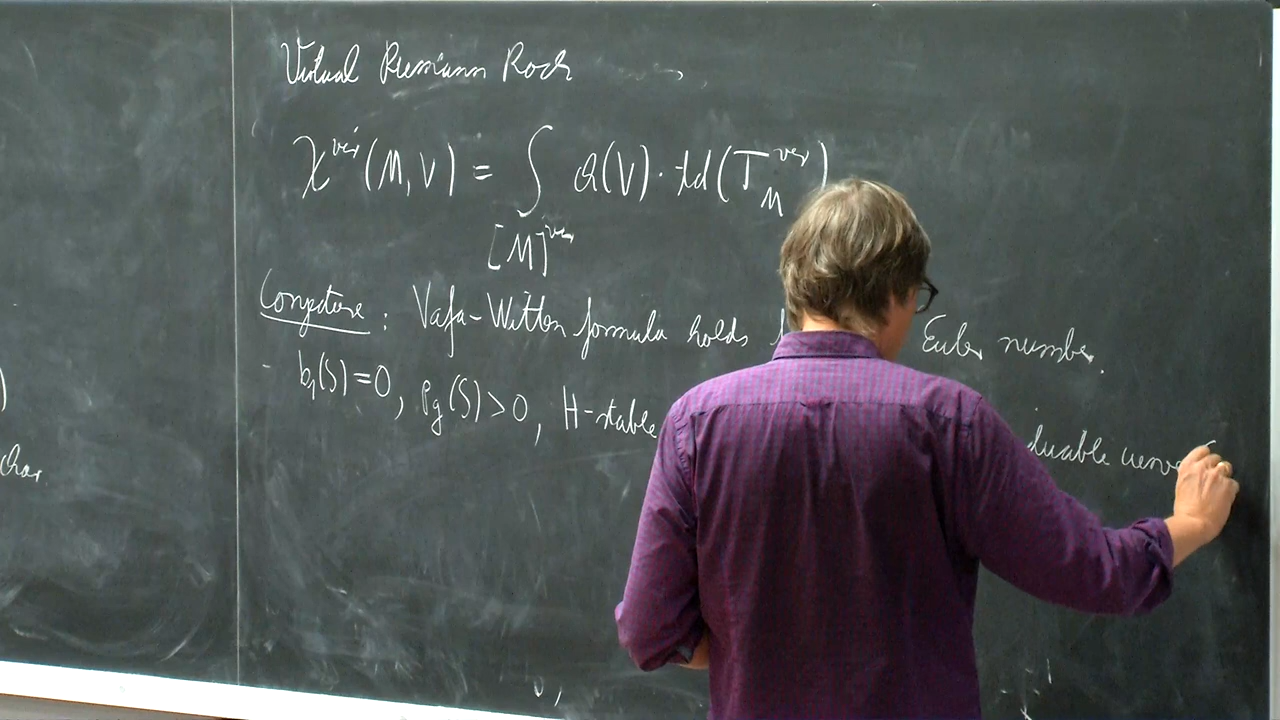 Virtual Riemann Roch
χ^vir(M,V) = ∫ ch(V) · td(T_M^vir)
[M]^vir
Conjecture : Vafa-Witten formula holds Euler number.
- b₁(S)=0, p_g(S)>0, H-stable
char
)